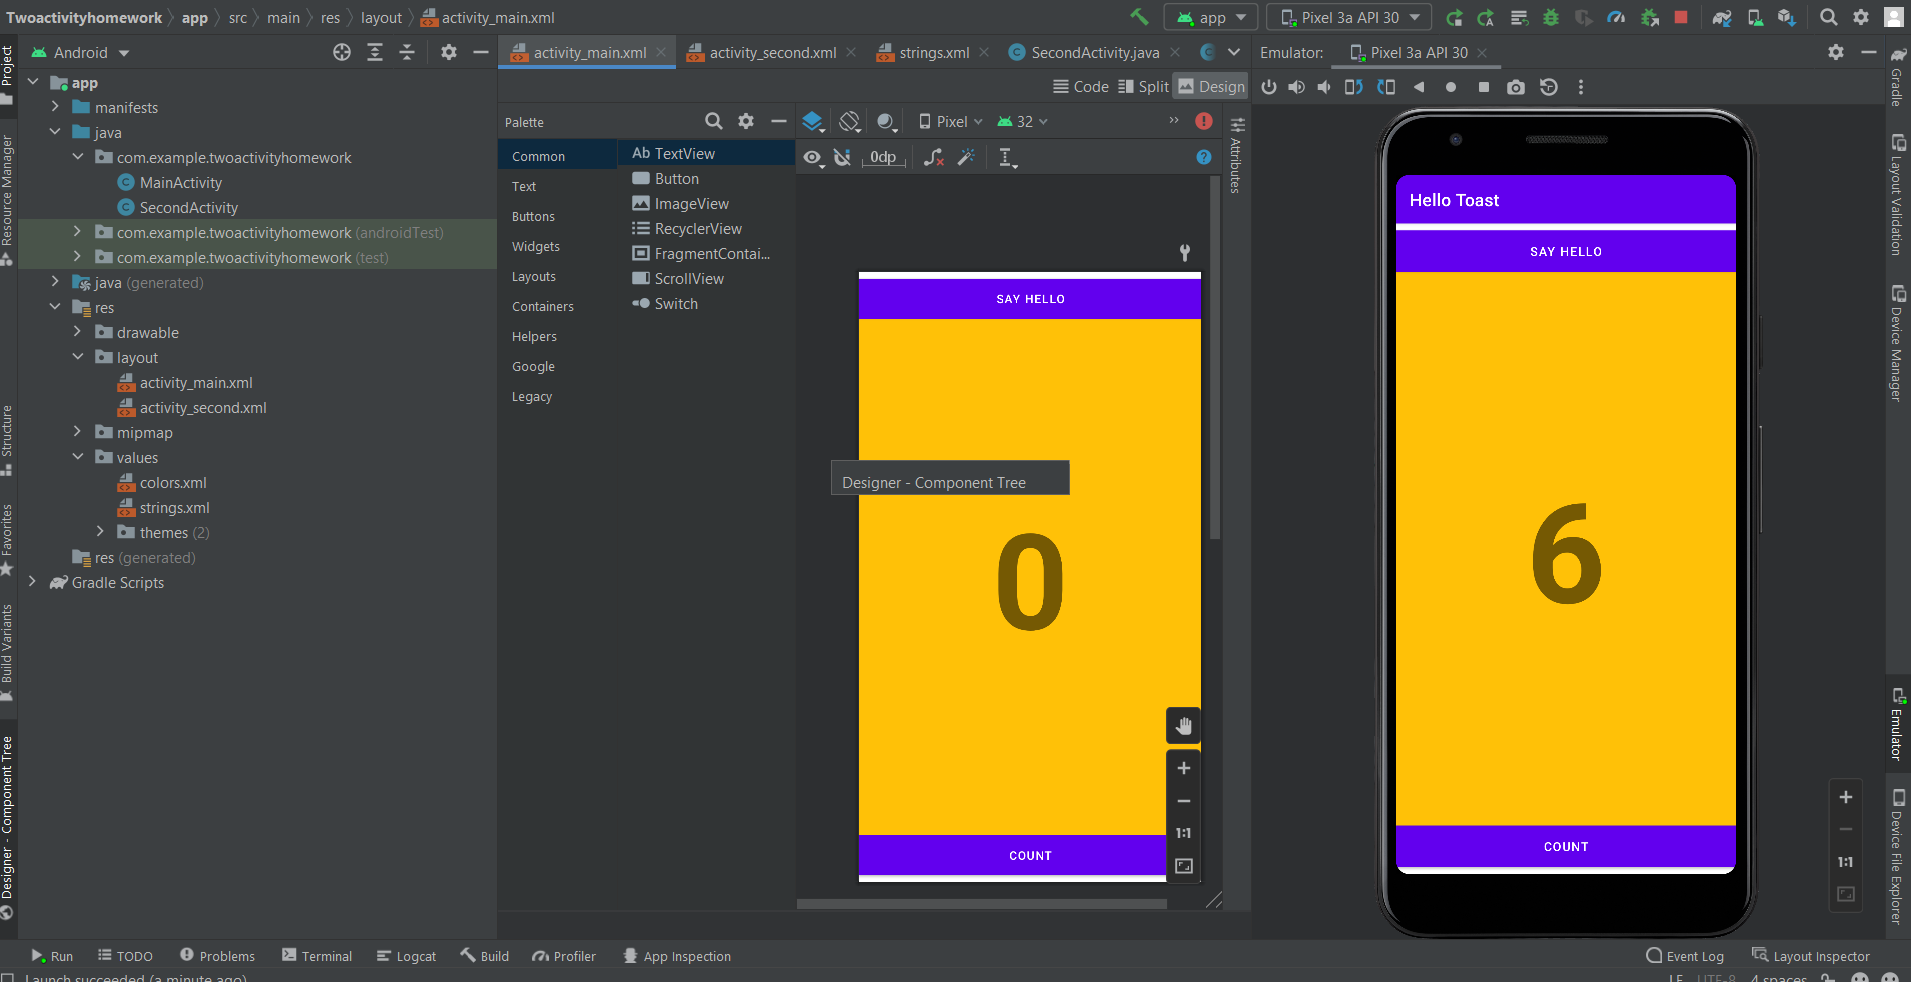 Twoactivityhomework app src main res layout activity_main.xml
app Pixel 3a API 30
Android
activity_main.xml activity_second.xml strings.xml SecondActivity.java
Emulator: Pixel 3a API 30
Code Split Design
Project
Resource Manager
Structure
Favorites
Build Variants
Designer - Component Tree
app
manifests
java
com.example.twoactivityhomework
MainActivity
SecondActivity
com.example.twoactivityhomework (androidTest)
com.example.twoactivityhomework (test)
java (generated)
res
drawable
layout
activity_main.xml
activity_second.xml
mipmap
values
colors.xml
strings.xml
themes (2)
res (generated)
Gradle Scripts
Palette
Common
Text
Buttons
Widgets
Layouts
Containers
Helpers
Google
Legacy
Ab TextView
Button
ImageView
RecyclerView
FragmentContai...
ScrollView
Switch
Pixel 32
0dp
Attributes
SAY HELLO
Designer - Component Tree
0
COUNT
1:1
Hello Toast
SAY HELLO
6
COUNT
1:1
Gradle
Layout Validation
Device Manager
Emulator
Device File Explorer
Run TODO Problems Terminal Logcat Build Profiler App Inspection
Event Log Layout Inspector
Launch succeeded (a minute ago)
LF UTF-8 4 spaces